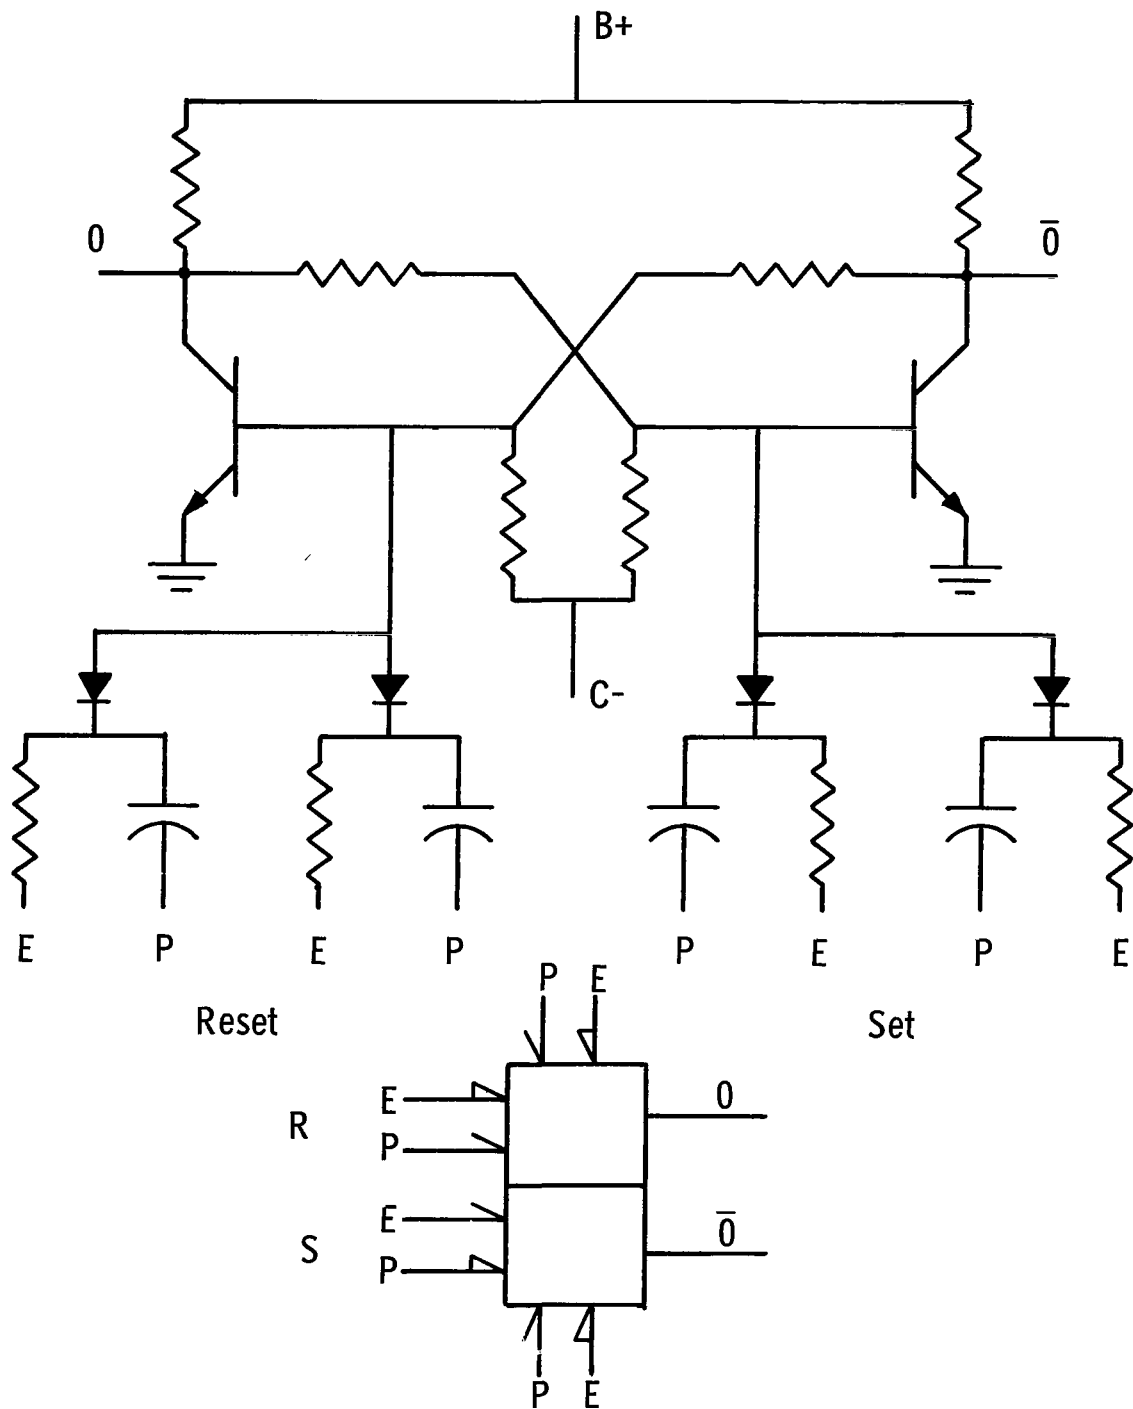 B+
0 0̅
C-
E P E P P E P E
Reset Set
P E
E 0
R
P
E 0̅
S
P
P E